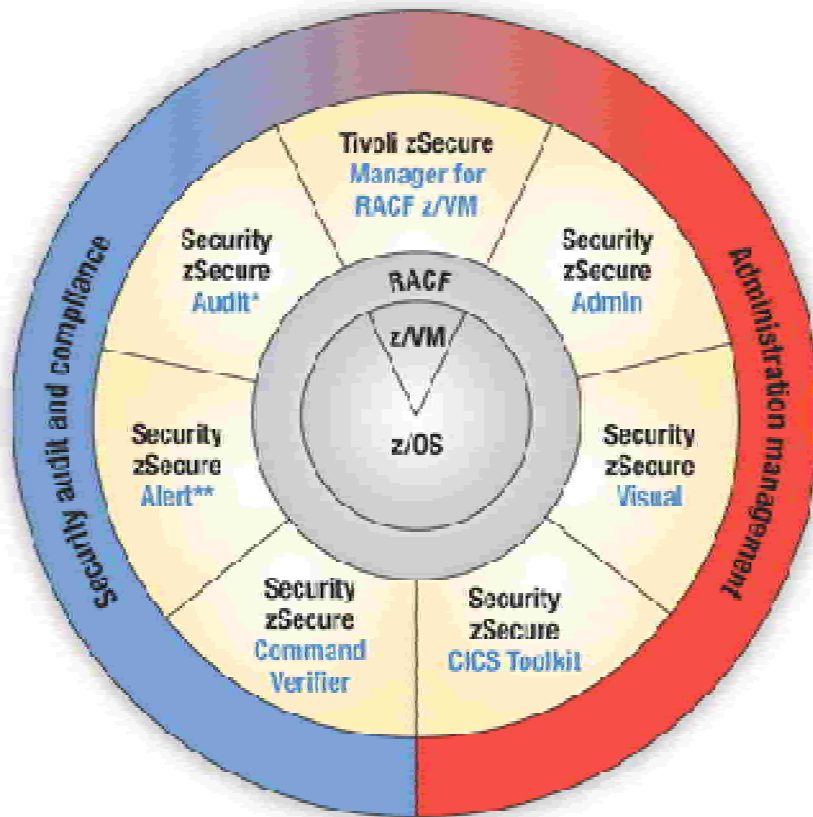 Tivoli zSecure
Manager for
RACF z/VM
Security
zSecure
Audit*
Security
zSecure
Admin
RACF
z/VM
z/OS
Security audit and compliance
Administration management
Security
zSecure
Alert**
Security
zSecure
Visual
Security
zSecure
Command
Verifier
Security
zSecure
CICS Toolkit